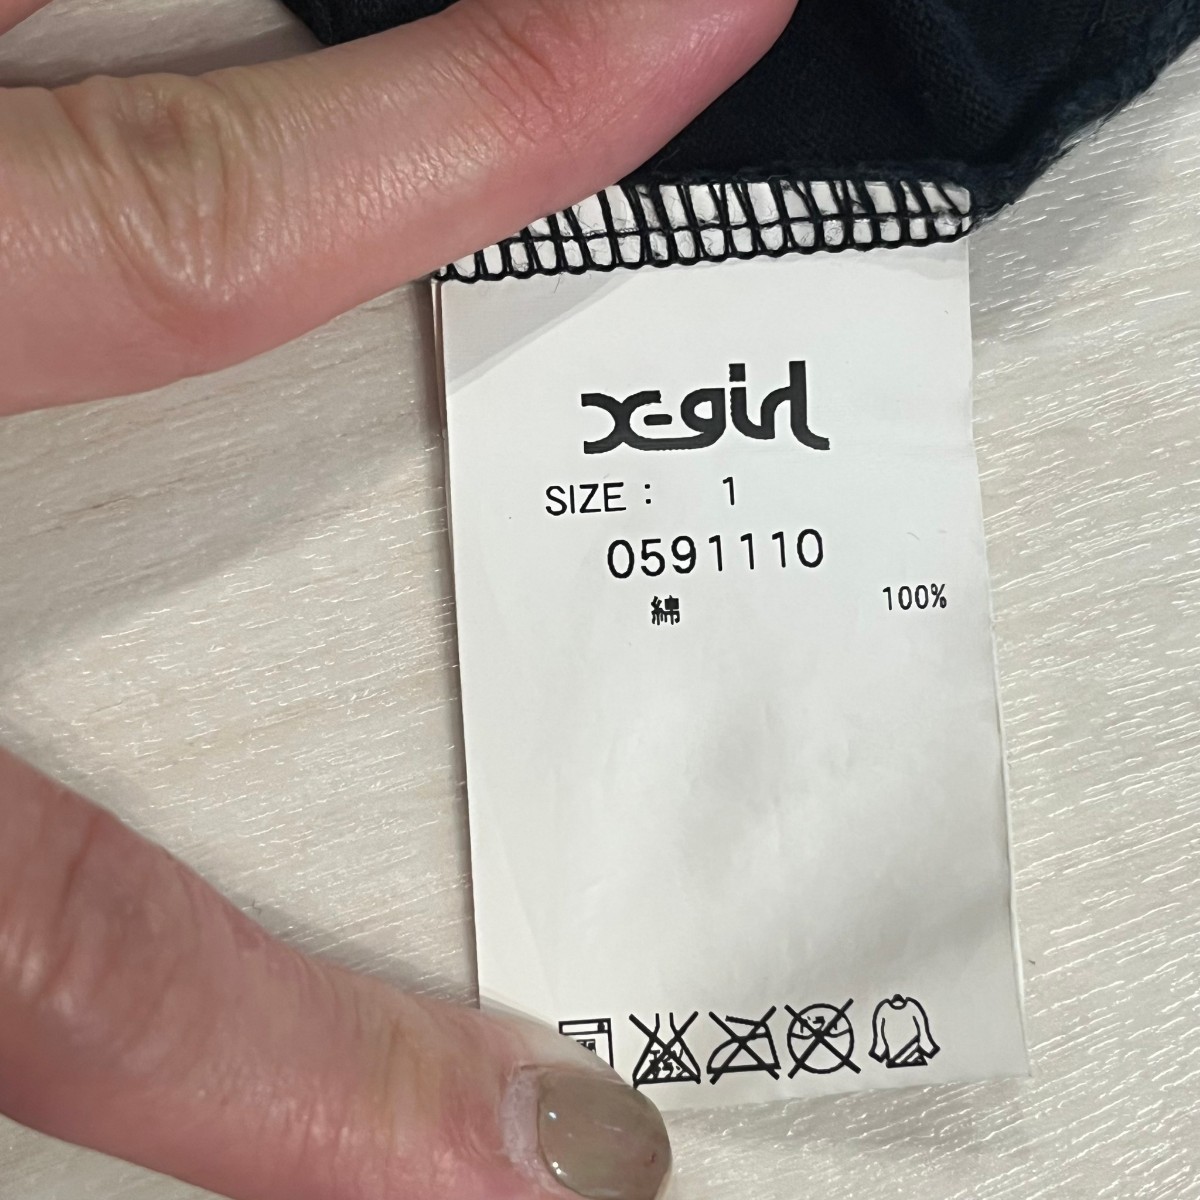 X-girl
SIZE : 1
0591110
綿 100%